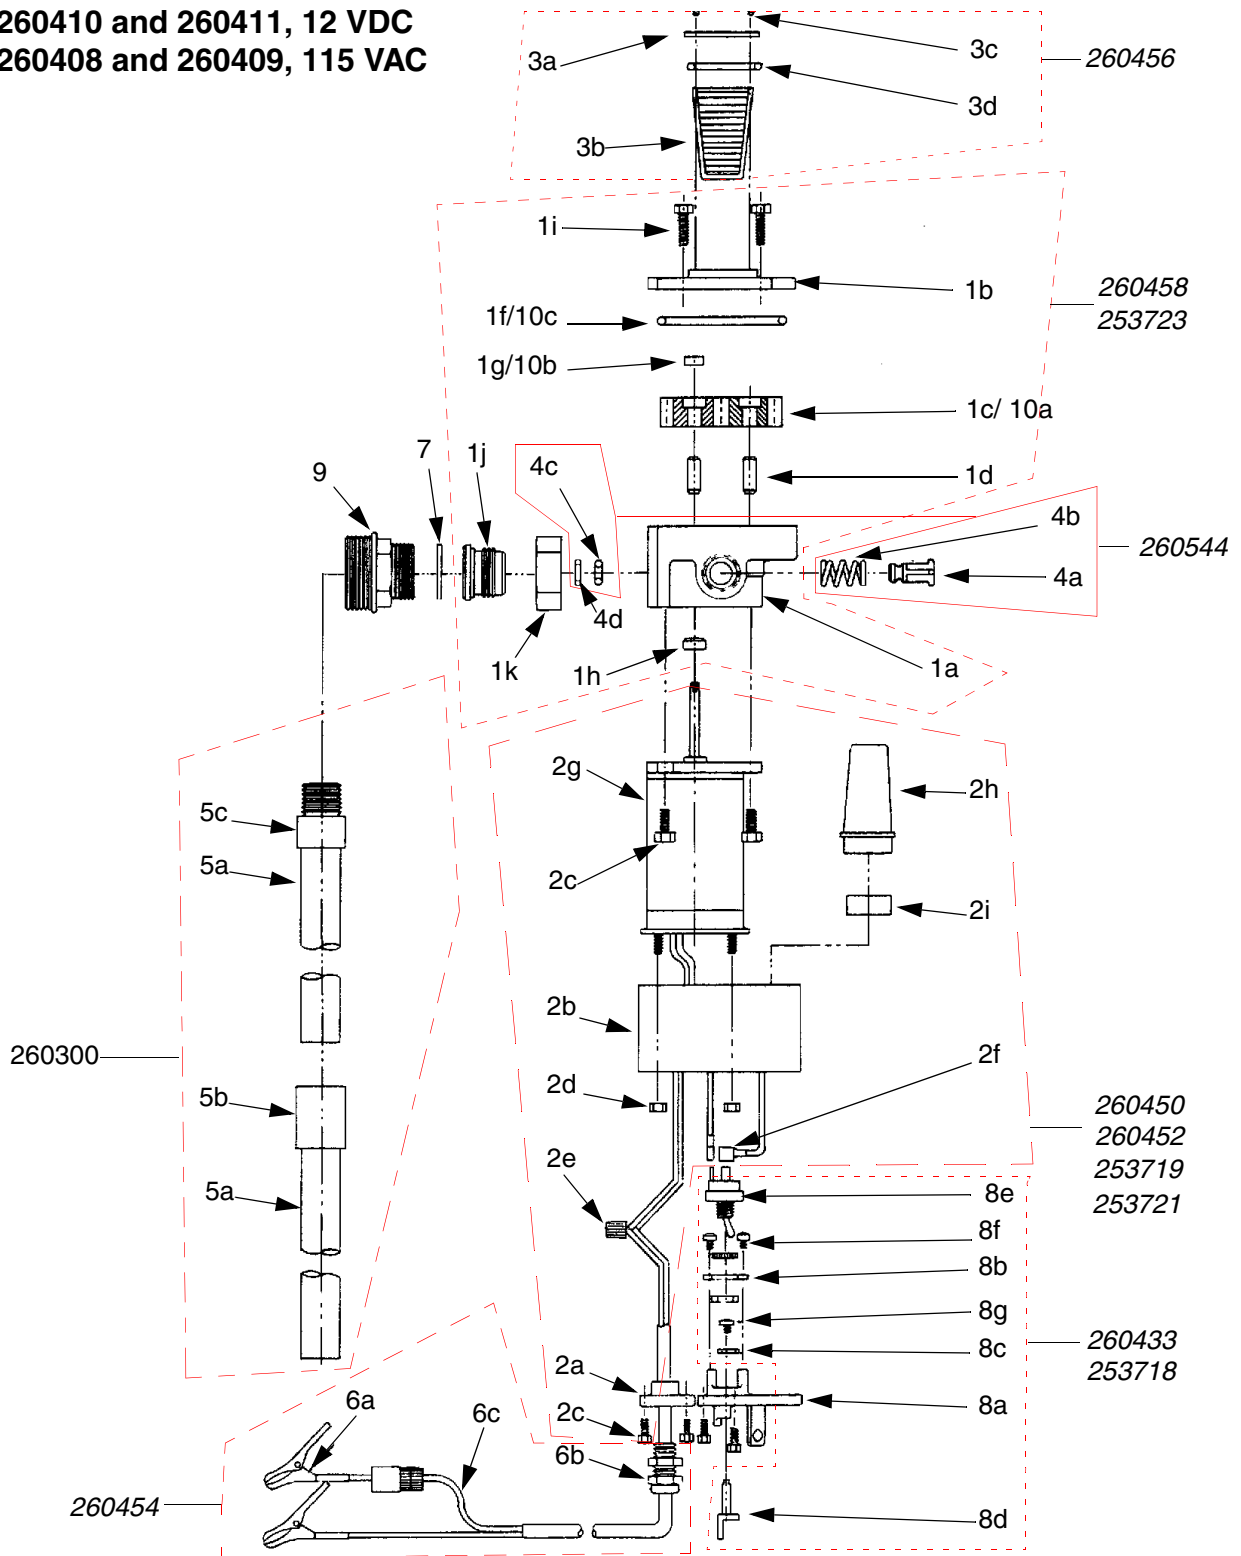 260410 and 260411, 12 VDC
260408 and 260409, 115 VAC
3a
3c
260456
3d
3b
1i
1b
260458
253723
1f/10c
1g/10b
1c/ 10a
9
7
1j
4c
1d
4b
260544
4a
4d
1k
1h
1a
2g
2h
5c
5a
2c
2i
2b
2f
260300
5b
2d
260450
260452
253719
253721
2e
5a
8e
8f
8b
8g
8c
260433
253718
2a
8a
6a
6c
2c
6b
260454
8d